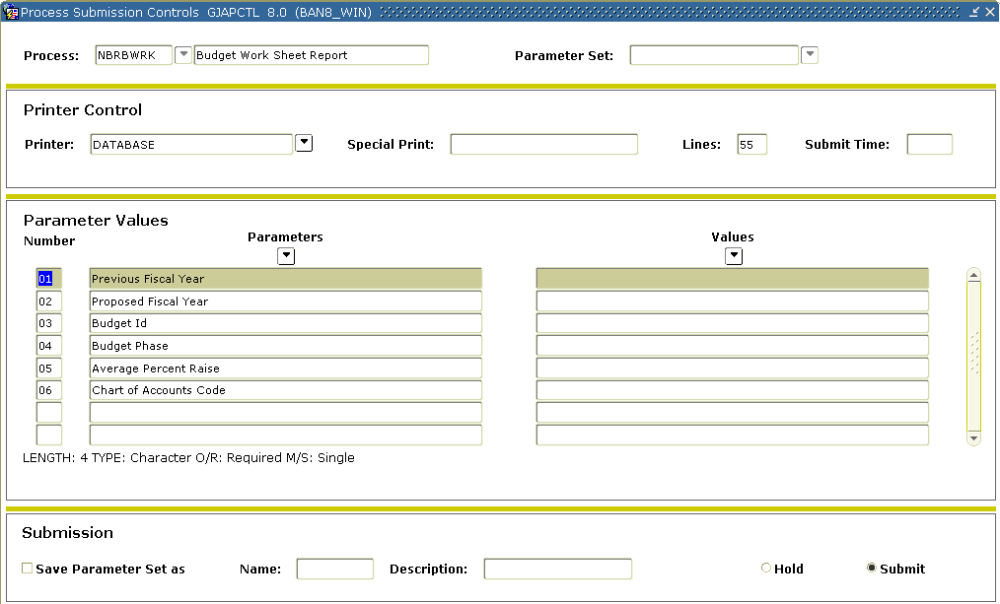 Process Submission Controls GJAPCTL 8.0 (BAN8_WIN)
Process: NBRBWRK Budget Work Sheet Report Parameter Set:
Printer Control
Printer: DATABASE Special Print: Lines: 55 Submit Time:
Parameter Values
Number Parameters Values
01 Previous Fiscal Year
02 Proposed Fiscal Year
03 Budget Id
04 Budget Phase
05 Average Percent Raise
06 Chart of Accounts Code
LENGTH: 4 TYPE: Character O/R: Required M/S: Single
Submission
Save Parameter Set as Name: Description: Hold Submit